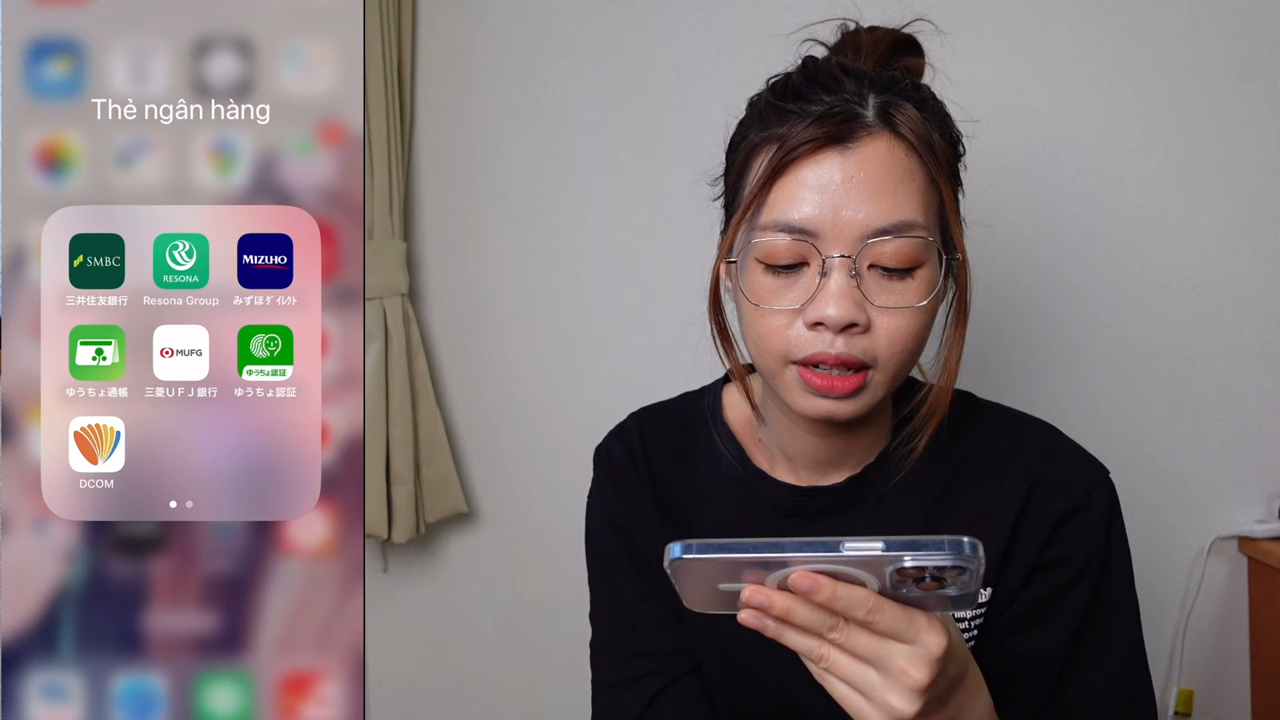 Thẻ ngân hàng
SMBC
三井住友銀行
RESONA
Resona Group
MIZUHO
みずほﾀﾞｲﾚｸﾄ
ゆうちょ通帳
MUFG
三菱ＵＦＪ銀行
ゆうちょ認証
ゆうちょ認証
DCOM
improve